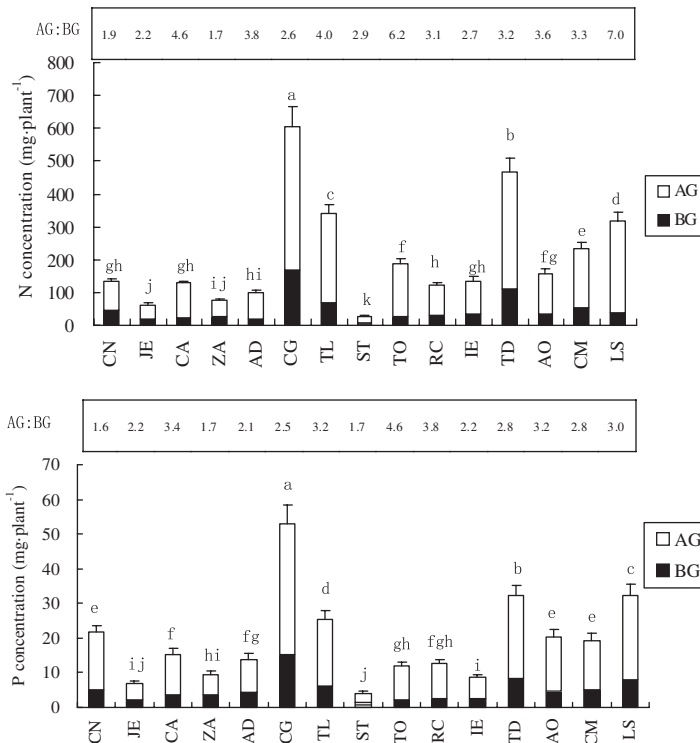 AG:BG 1.9 2.2 4.6 1.7 3.8 2.6 4.0 2.9 6.2 3.1 2.7 3.2 3.6 3.3 7.0
N concentration (mg·plant-1)
800
700
600
500
400
300
200
100
0
gh j gh ij hi a c k f h gh b fg e d
AG
BG
CN JE CA ZA AD CG TL ST TO RC IE TD AO CM LS
AG:BG 1.6 2.2 3.4 1.7 2.1 2.5 3.2 1.7 4.6 3.8 2.2 2.8 3.2 2.8 3.0
P concentration (mg·plant-1)
70
60
50
40
30
20
10
0
e ij f hi fg a d j gh fgh i b e e c
AG
BG
CN JE CA ZA AD CG TL ST TO RC IE TD AO CM LS